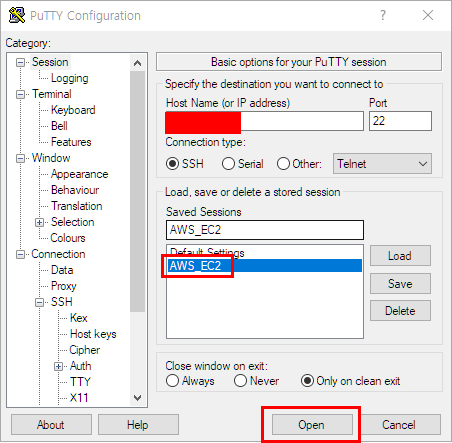 PuTTY Configuration
?
Category:
Session
Logging
Terminal
Keyboard
Bell
Features
Window
Appearance
Behaviour
Translation
Selection
Colours
Connection
Data
Proxy
SSH
Kex
Host keys
Cipher
Auth
TTY
X11
Basic options for your PuTTY session
Specify the destination you want to connect to
Host Name (or IP address) Port
22
Connection type:
SSH Serial Other: Telnet
Load, save or delete a stored session
Saved Sessions
AWS_EC2
Default Settings
AWS_EC2
Load
Save
Delete
Close window on exit:
Always Never Only on clean exit
About Help Open Cancel